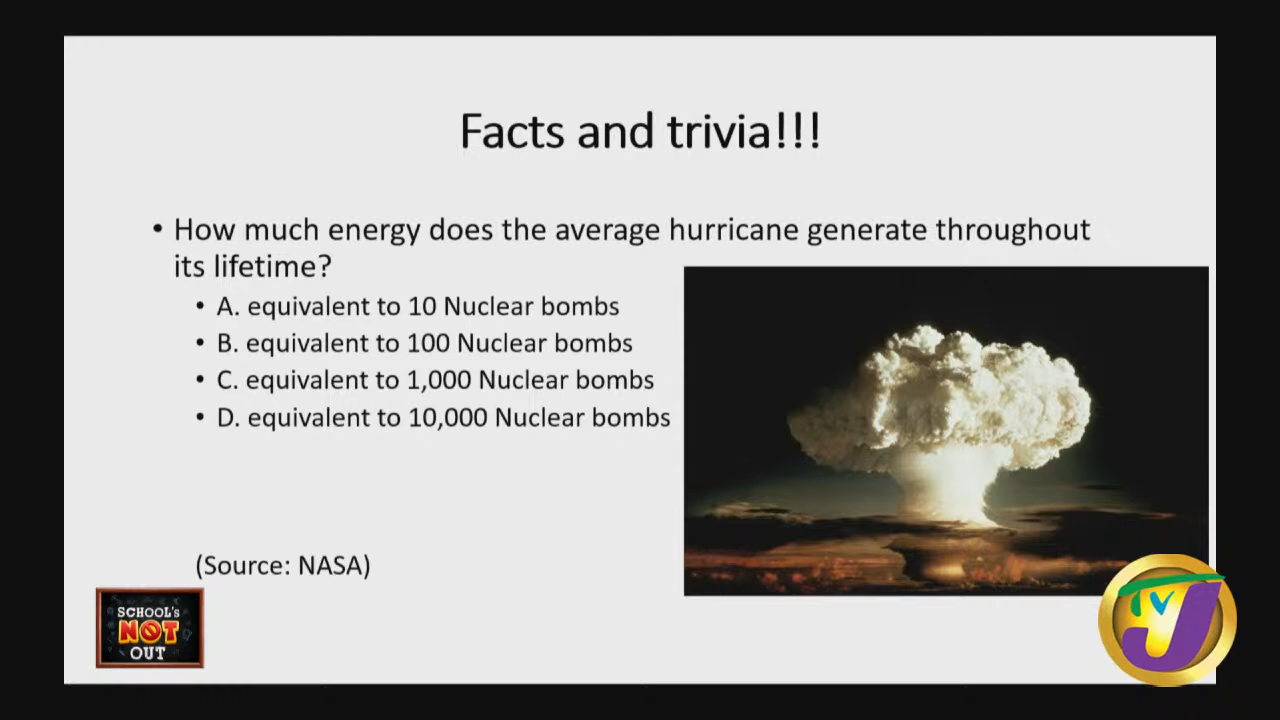 Facts and trivia!!!
• How much energy does the average hurricane generate throughout
its lifetime?
• A. equivalent to 10 Nuclear bombs
• B. equivalent to 100 Nuclear bombs
• C. equivalent to 1,000 Nuclear bombs
• D. equivalent to 10,000 Nuclear bombs
(Source: NASA)
SCHOOL's
NOT
OUT
TVJ